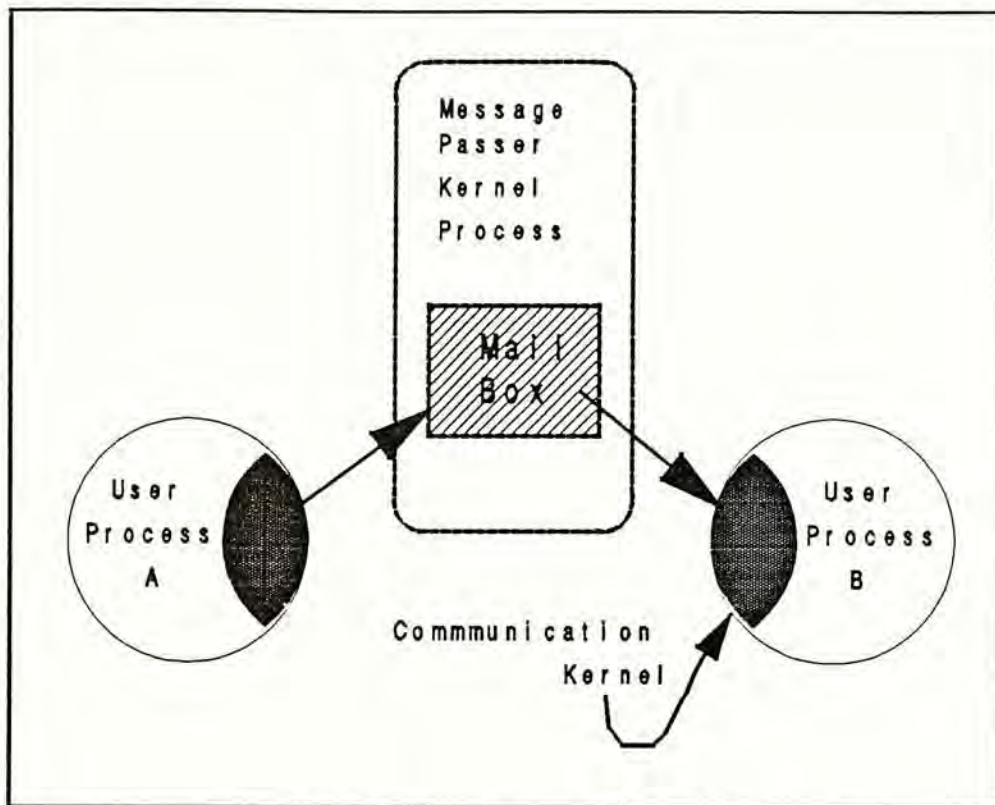 Message
Passer
Kernel
Process
Mail
Box
User
Process
A
User
Process
B
Commmunication
Kernel